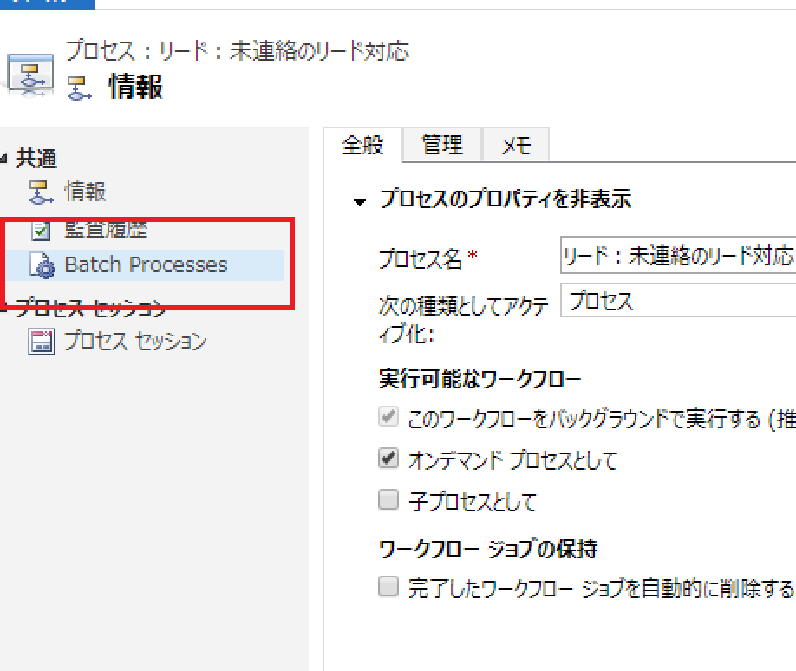 プロセス : リード : 未連絡のリード対応
情報
共通
情報
監査履歴
Batch Processes
プロセス セッション
プロセス セッション
全般
管理
メモ
プロセスのプロパティを非表示
プロセス名 *
リード : 未連絡のリード対応
次の種類としてアクテ
ィブ化:
プロセス
実行可能なワークフロー
このワークフローをバックグラウンドで実行する (推
オンデマンド プロセスとして
子プロセスとして
ワークフロー ジョブの保持
完了したワークフロー ジョブを自動的に削除する